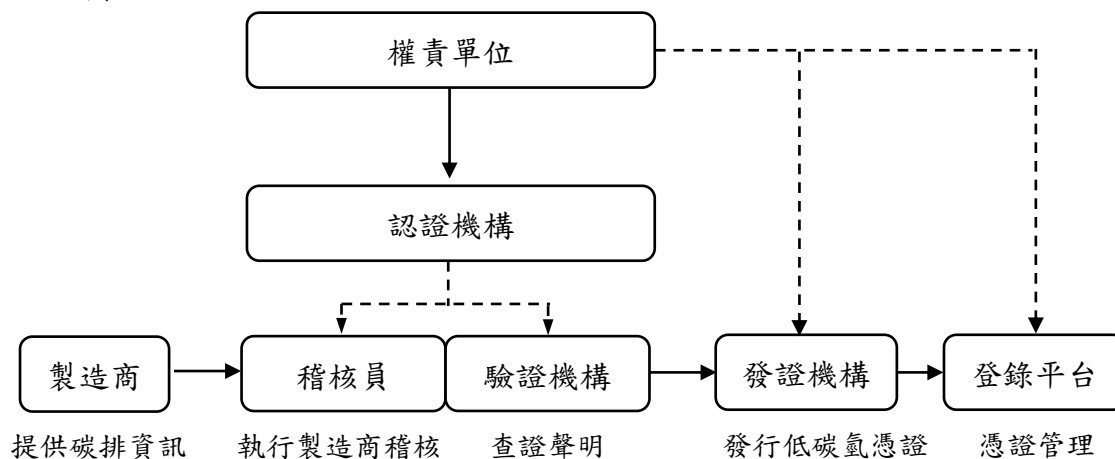 權責單位
認證機構
製造商
稽核員
驗證機構
發證機構
登錄平台
提供碳排資訊
執行製造商稽核
查證聲明
發行低碳氫憑證
憑證管理